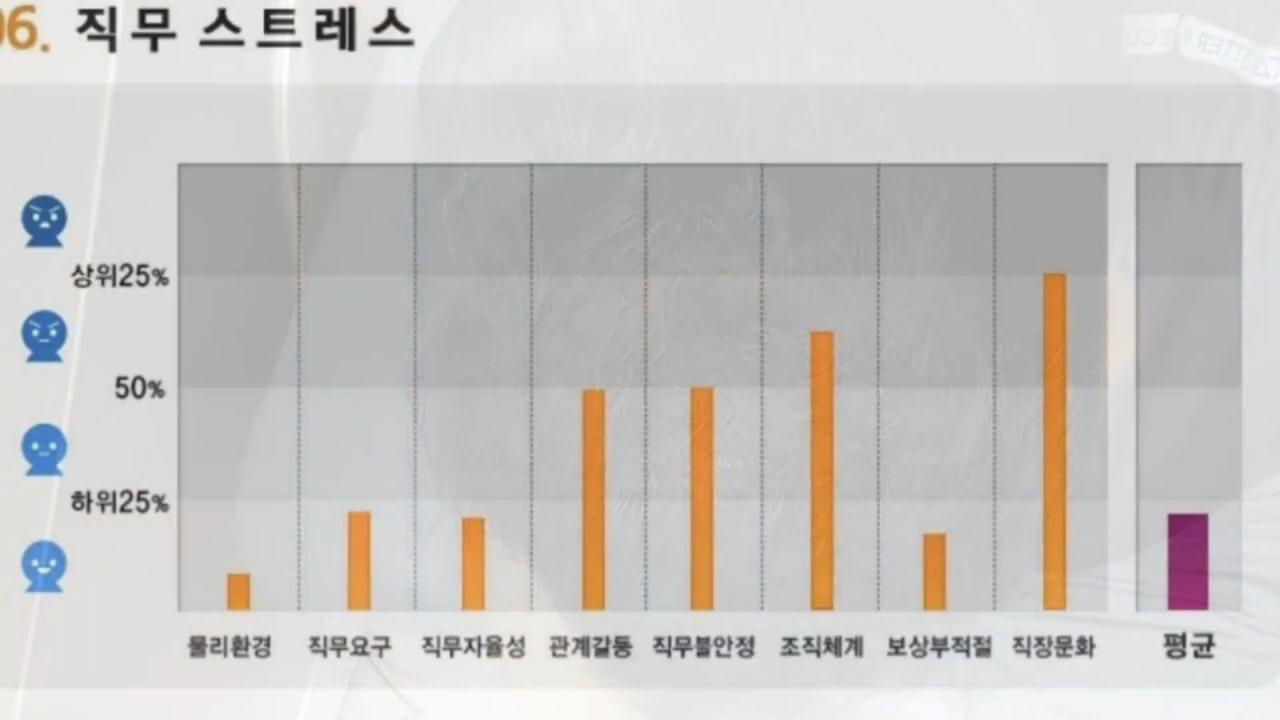 06. 직무 스트레스
상위25%
50%
하위25%
물리환경 직무요구 직무자율성 관계갈등 직무불안정 조직체계 보상부적절 직장문화 평균